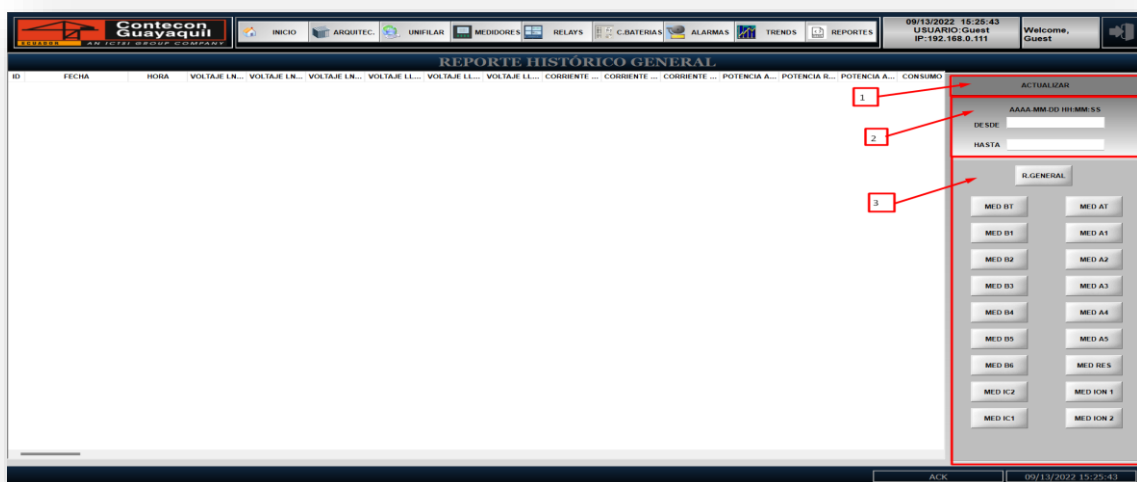 Contecon
Guayaquil
ECUADOR AN ICTSI GROUP COMPANY
INICIO ARQUITEC. UNIFILAR MEDIDORES RELAYS C.BATERIAS ALARMAS TRENDS REPORTES
09/13/2022 15:25:43
USUARIO:Guest
IP:192.168.0.111
Welcome,
Guest
REPORTE HISTÓRICO GENERAL
ID FECHA HORA VOLTAJE LN... VOLTAJE LN... VOLTAJE LN... VOLTAJE LL... VOLTAJE LL... VOLTAJE LL... CORRIENTE ... CORRIENTE ... CORRIENTE ... POTENCIA A... POTENCIA R... POTENCIA A... CONSUMO
1
ACTUALIZAR
2
AAAA-MM-DD HH:MM:SS
DESDE
HASTA
3
R.GENERAL
MED BT MED AT
MED B1 MED A1
MED B2 MED A2
MED B3 MED A3
MED B4 MED A4
MED B5 MED A5
MED B6 MED RES
MED IC2 MED ION 1
MED IC1 MED ION 2
ACK 09/13/2022 15:25:43